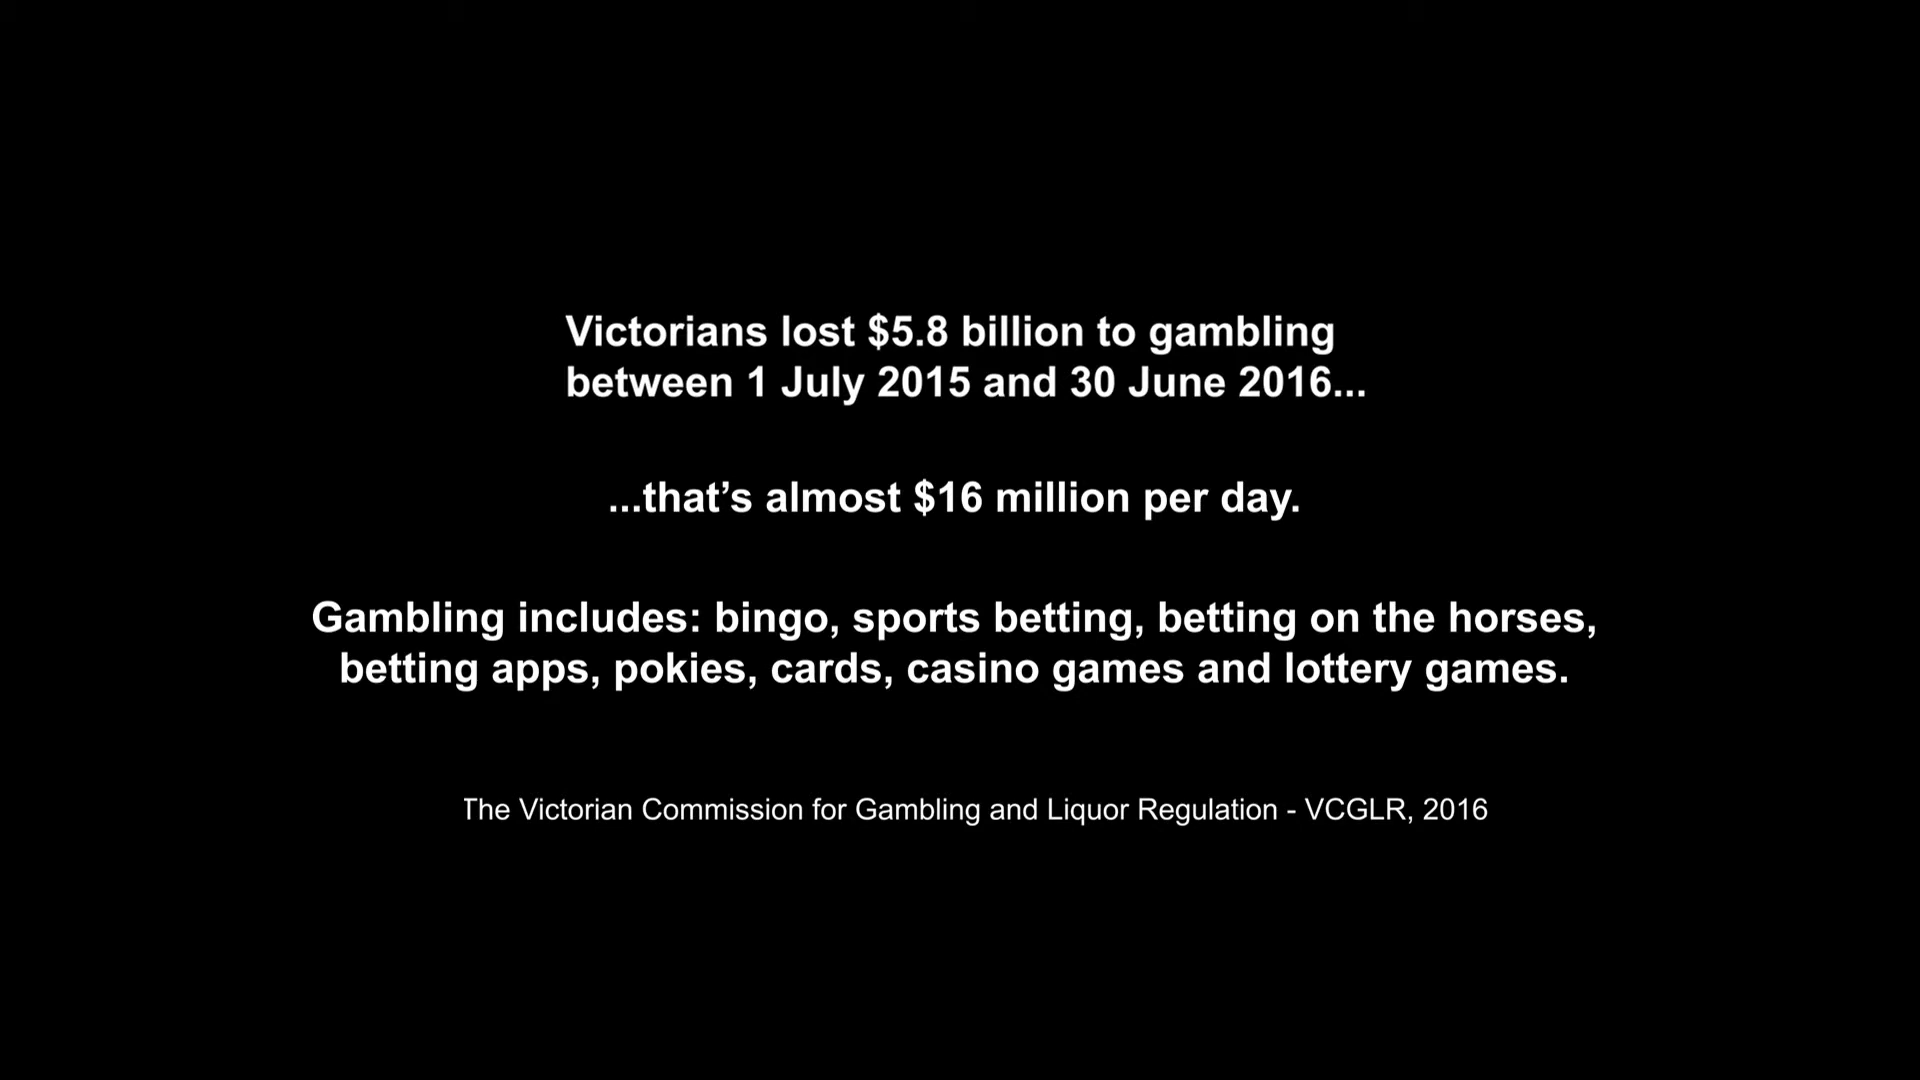 Victorians lost $5.8 billion to gambling
between 1 July 2015 and 30 June 2016...
...that’s almost $16 million per day.
Gambling includes: bingo, sports betting, betting on the horses,
betting apps, pokies, cards, casino games and lottery games.
The Victorian Commission for Gambling and Liquor Regulation - VCGLR, 2016